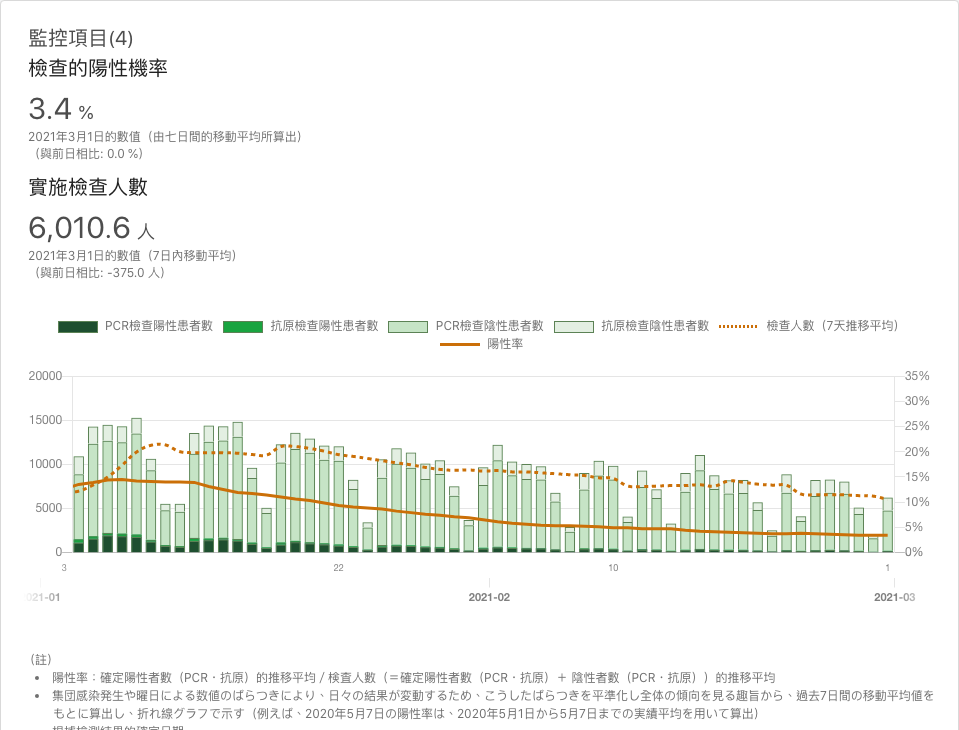 監控項目(4)
檢查的陽性機率
3.4 %
2021年3月1日的數值（由七日間的移動平均所算出）
（與前日相比: 0.0 %）
實施檢查人數
6,010.6 人
2021年3月1日的數值（7日內移動平均）
（與前日相比: -375.0 人）
PCR檢查陽性患者數 抗原檢查陽性患者數 PCR檢查陰性患者數 抗原檢查陰性患者數 檢查人數（7天推移平均）
陽性率
20000 35%
30%
15000 25%
20%
10000 15%
10%
5000 5%
0 0%
3 22 10 1
021-01 2021-02 2021-03
（註）
• 陽性率：確定陽性者數（PCR・抗原）的推移平均 / 檢查人數（＝確定陽性者數（PCR・抗原）＋ 陰性者數（PCR・抗原））的推移平均
• 集団感染発生や曜日による数値のばらつきにより、日々の結果が変動するため、こうしたばらつきを平準化し全体の傾向を見る趣旨から、過去7日間の移動平均値を
もとに算出し、折れ線グラフで示す（例えば、2020年5月7日の陽性率は、2020年5月1日から5月7日までの実績平均を用いて算出）